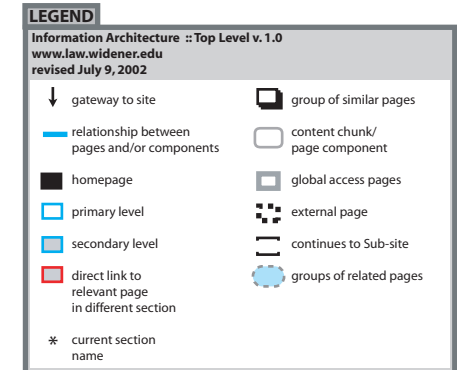 LEGEND
Information Architecture :: Top Level v. 1.0
www.law.widener.edu
revised July 9, 2002
gateway to site
relationship between
pages and/or components
homepage
primary level
secondary level
direct link to
relevant page
in different section
* current section
name
group of similar pages
content chunk/
page component
global access pages
external page
continues to Sub-site
groups of related pages